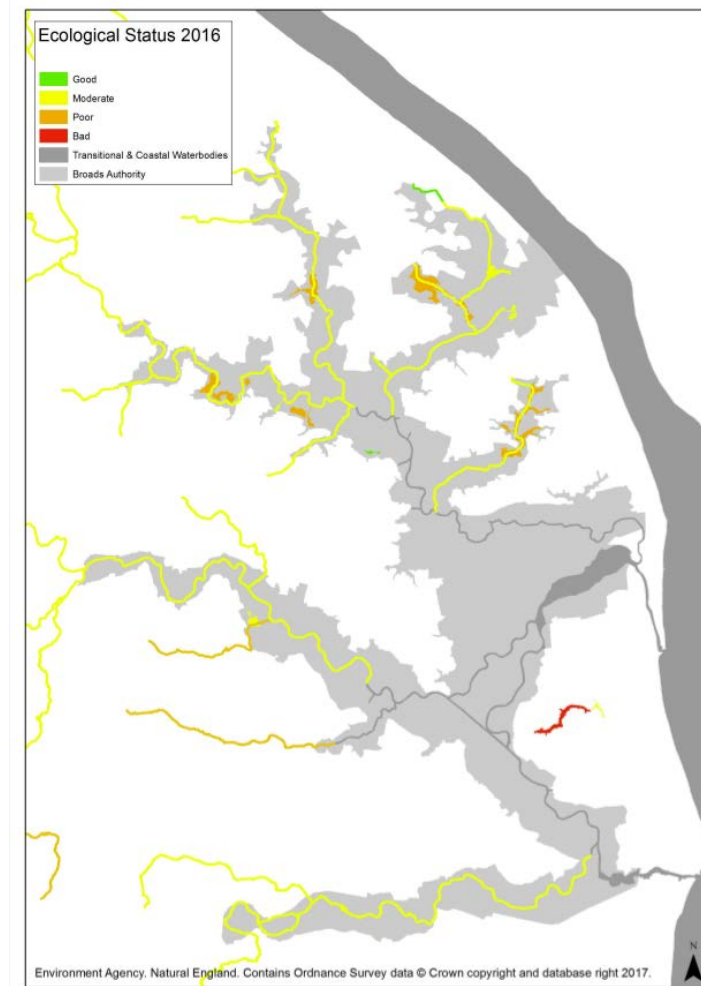 Ecological Status 2016
Good
Moderate
Poor
Bad
Transitional & Coastal Waterbodies
Broads Authority
N
Environment Agency. Natural England. Contains Ordnance Survey data © Crown copyright and database right 2017.